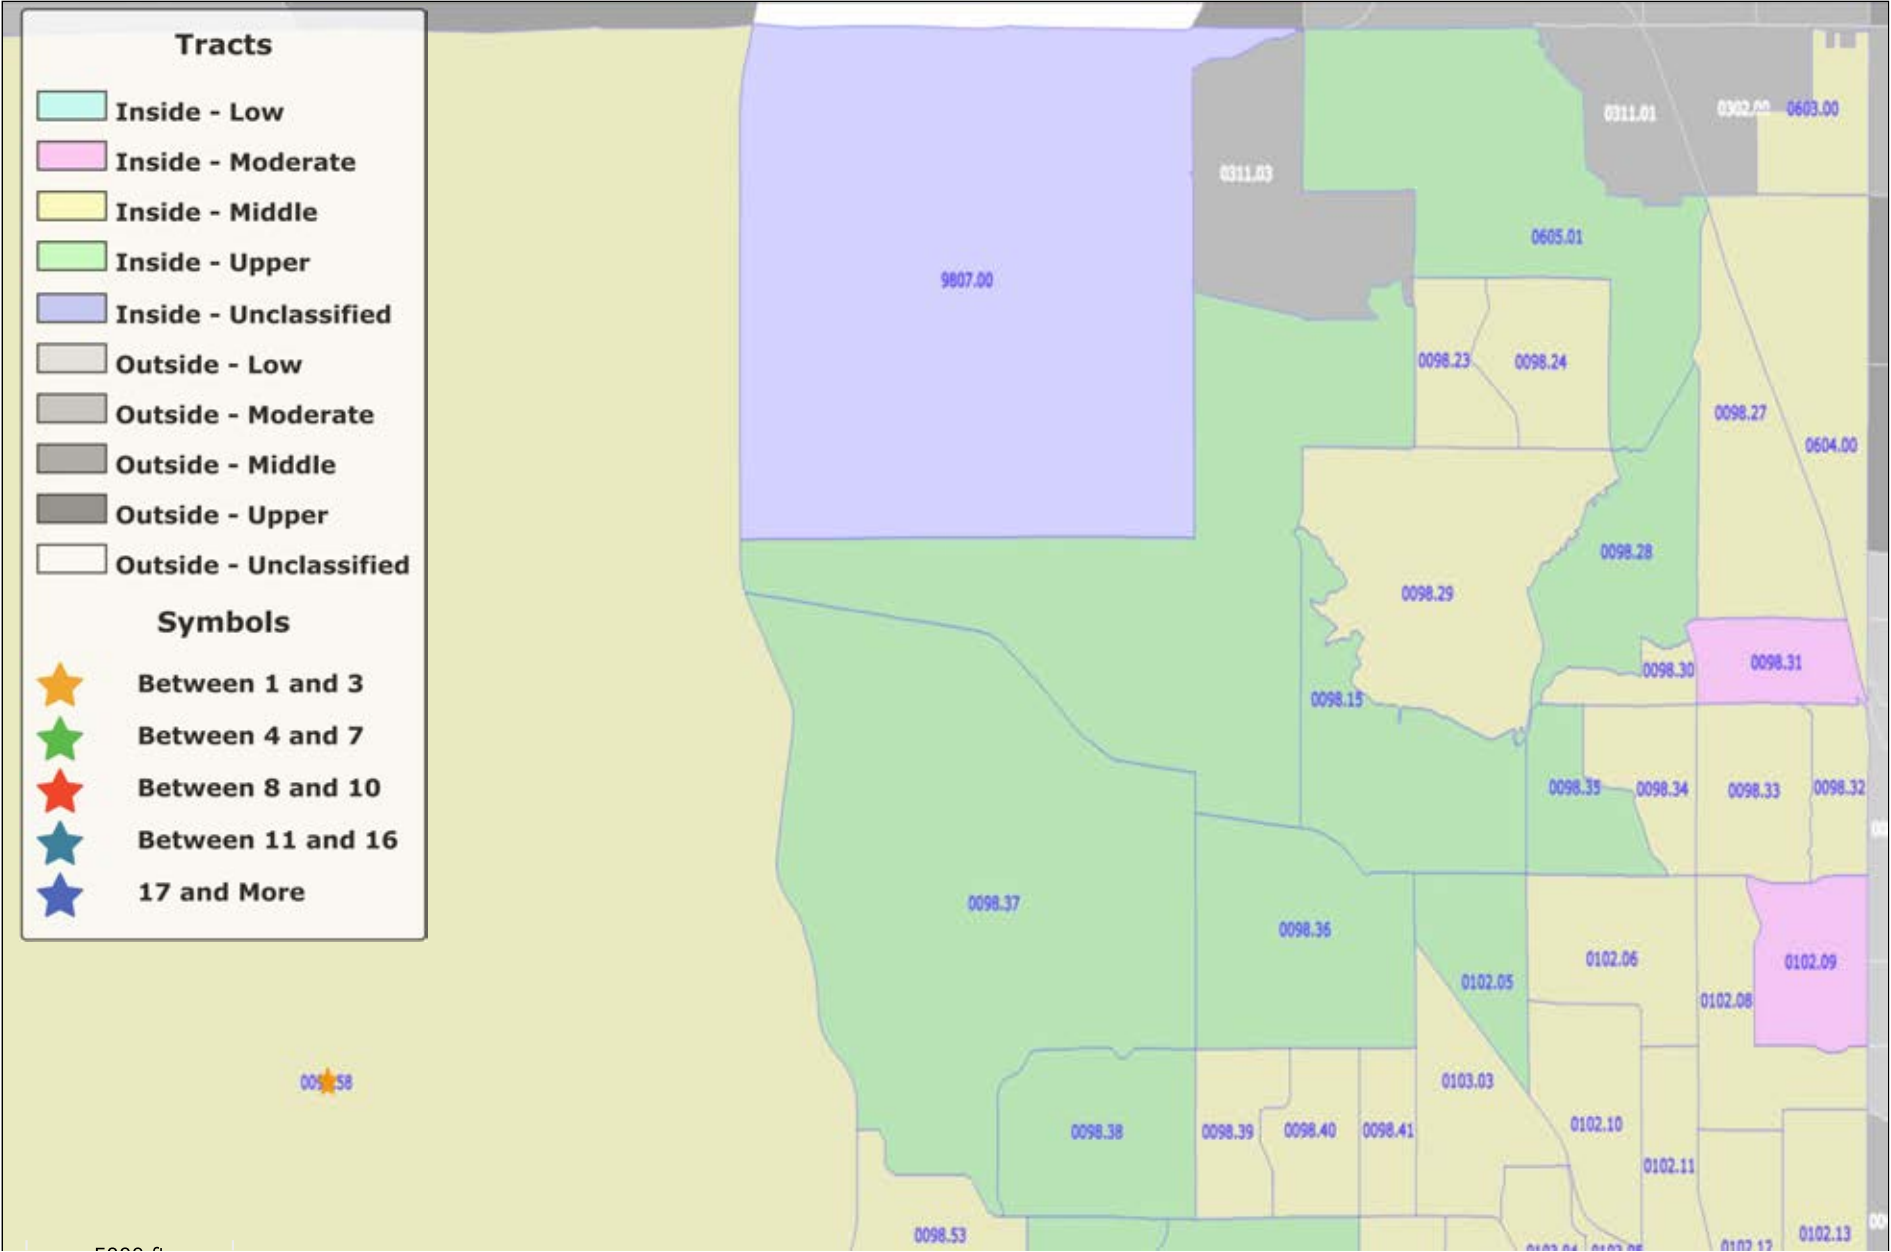 Tracts
Inside - Low
Inside - Moderate
Inside - Middle
Inside - Upper
Inside - Unclassified
Outside - Low
Outside - Moderate
Outside - Middle
Outside - Upper
Outside - Unclassified
Symbols
Between 1 and 3
Between 4 and 7
Between 8 and 10
Between 11 and 16
17 and More
0311.01
0302.00
0603.00
0311.03
0605.01
9807.00
0098.23
0098.24
0098.27
0604.00
0098.28
0098.29
0098.30
0098.31
0098.15
0098.35
0098.34
0098.33
0098.32
0098.37
0098.36
0102.06
0102.09
0102.05
0102.08
0103.03
0098.38
0098.39
0098.40
0098.41
0102.10
0102.11
0098.53
0102.13
0102.12